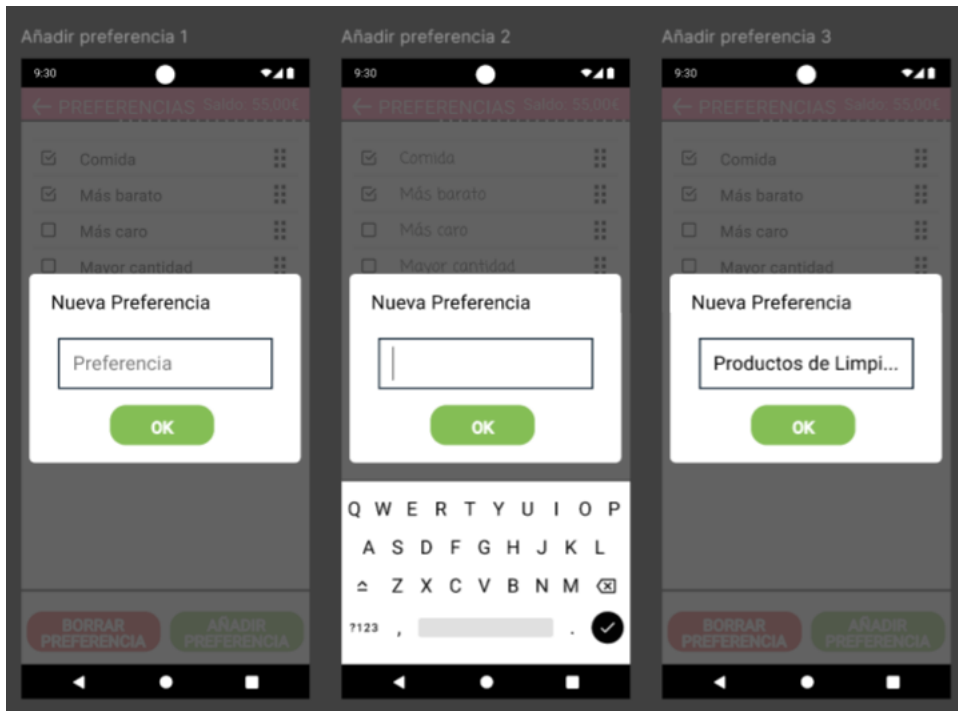 Añadir preferencia 1
9:30
PREFERENCIAS Saldo: 55,00€
Comida
Más barato
Más caro
Mayor cantidad
Nueva Preferencia
Preferencia
OK
BORRAR
PREFERENCIA
AÑADIR
PREFERENCIA
Añadir preferencia 2
9:30
PREFERENCIAS Saldo: 55,00€
Comida
Más barato
Más caro
Mayor cantidad
Nueva Preferencia
OK
Q W E R T Y U I O P
A S D F G H J K L
Z X C V B N M
?123 , .
Añadir preferencia 3
9:30
PREFERENCIAS Saldo: 55,00€
Comida
Más barato
Más caro
Mayor cantidad
Nueva Preferencia
Productos de Limpi...
OK
BORRAR
PREFERENCIA
AÑADIR
PREFERENCIA